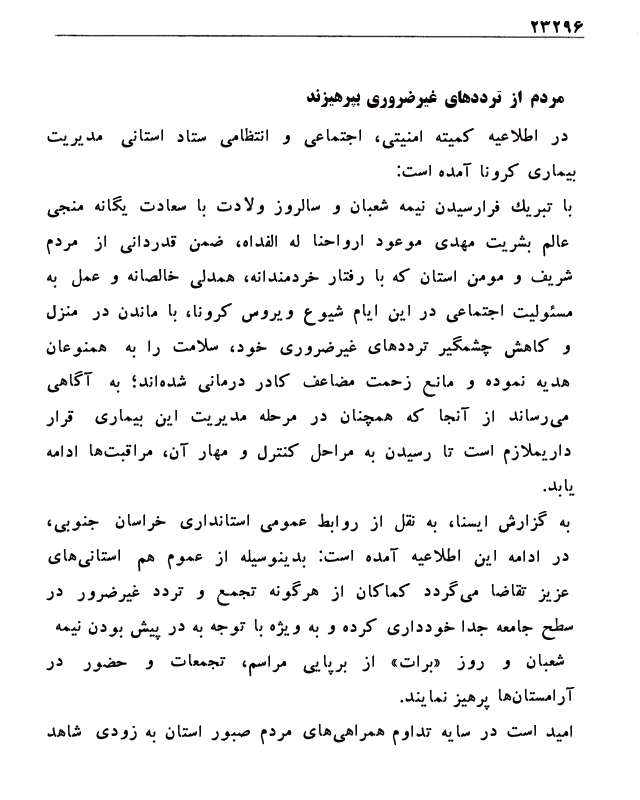 ۲۳۲۹۶
مردم از ترددهای غیرضروری بپرهیزند
در اطلاعیه کمیته امنیتی، اجتماعی و انتظامی ستاد استانی مدیریت
بیماری کرونا آمده است:
با تبریك فرارسیدن نیمه شعبان و سالروز ولادت با سعادت یگانه منجی
عالم بشریت مهدی موعود ارواحنا له الفداه، ضمن قدردانی از مردم
شریف و مومن استان که با رفتار خردمندانه، همدلی خالصانه و عمل به
مسئولیت اجتماعی در این ایام شیوع ویروس کرونا، با ماندن در منزل
و کاهش چشمگیر ترددهای غیرضروری خود، سلامت را به همنوعان
هدیه نموده و مانع زحمت مضاعف کادر درمانی شده‌اند؛ به آگاهی
می‌رساند از آنجا که همچنان در مرحله مدیریت این بیماری قرار
داریملازم است تا رسیدن به مراحل کنترل و مهار آن، مراقبت‌ها ادامه
یابد.
به گزارش ایسنا، به نقل از روابط عمومی استانداری خراسان جنوبی،
در ادامه این اطلاعیه آمده است: بدینوسیله از عموم هم استانی‌های
عزیز تقاضا می‌گردد کماکان از هرگونه تجمع و تردد غیرضرور در
سطح جامعه جدا خودداری کرده و به ویژه با توجه به در پیش بودن نیمه
شعبان و روز «برات» از برپایی مراسم، تجمعات و حضور در
آرامستان‌ها پرهیز نمایند.
امید است در سایه تداوم همراهی‌های مردم صبور استان به زودی شاهد